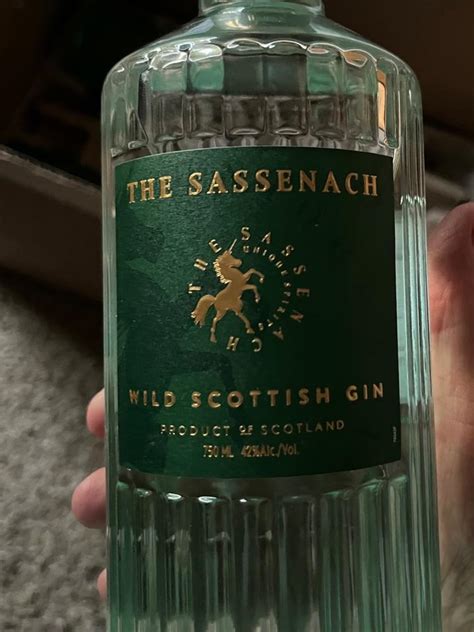 THE SASSENACH
THE SASSENACH
UNIQUE SPIRITS
WILD SCOTTISH GIN
PRODUCT OF SCOTLAND
750 ML 42%Alc./Vol.